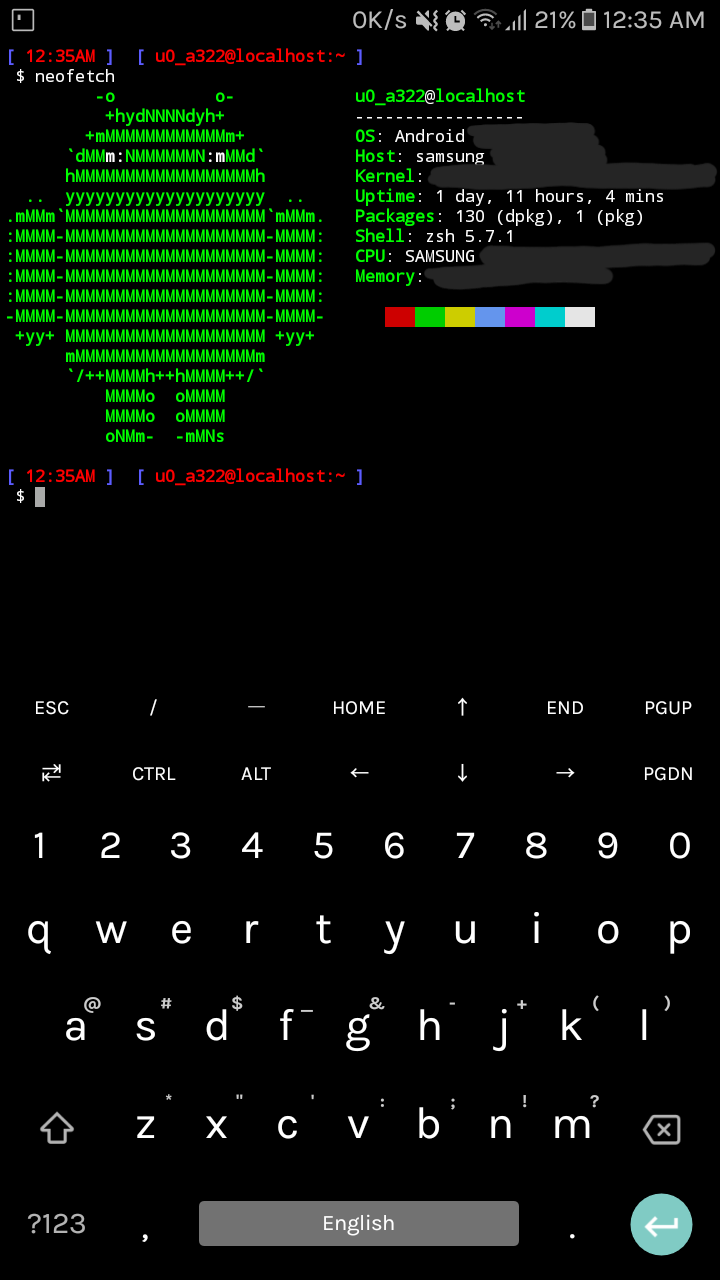 0K/s 21% 12:35 AM
[ 12:35AM ] [ u0_a322@localhost:~ ]
$ neofetch
-o o- u0_a322@localhost
+hydNNNNdyh+ -----------------
+mMMMMMMMMMMMMm+ OS: Android
`dMMm:NMMMMMMN:mMMd` Host: samsung
hMMMMMMMMMMMMMMMMMMh Kernel:
.. yyyyyyyyyyyyyyyyyyyy .. Uptime: 1 day, 11 hours, 4 mins
.mMMm`MMMMMMMMMMMMMMMMMMMM`mMMm. Packages: 130 (dpkg), 1 (pkg)
:MMMM-MMMMMMMMMMMMMMMMMMMM-MMMM: Shell: zsh 5.7.1
:MMMM-MMMMMMMMMMMMMMMMMMMM-MMMM: CPU: SAMSUNG
:MMMM-MMMMMMMMMMMMMMMMMMMM-MMMM: Memory:
:MMMM-MMMMMMMMMMMMMMMMMMMM-MMMM:
-MMMM-MMMMMMMMMMMMMMMMMMMM-MMMM-
+yy+ MMMMMMMMMMMMMMMMMMMM +yy+
mMMMMMMMMMMMMMMMMMMm
`/++MMMMh++hMMMM++/`
MMMMo oMMMM
MMMMo oMMMM
oNMm- -mMNs
[ 12:35AM ] [ u0_a322@localhost:~ ]
$
ESC / — HOME ↑ END PGUP
⇄ CTRL ALT ← ↓ → PGDN
1 2 3 4 5 6 7 8 9 0
q w e r t y u i o p
@ # $ _ & - + ( )
a s d f g h j k l
* " ' : ; ! ?
z x c v b n m
?123 , English .